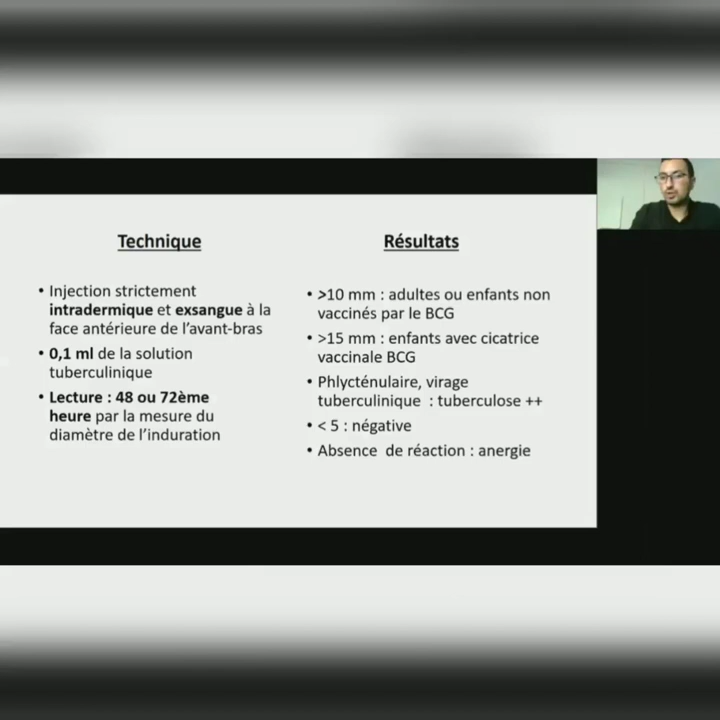 Technique
• Injection strictement
intradermique et exsangue à la
face antérieure de l'avant-bras
• 0,1 ml de la solution
tuberculinique
• Lecture : 48 ou 72ème
heure par la mesure du
diamètre de l'induration
Résultats
• >10 mm : adultes ou enfants non
vaccinés par le BCG
• >15 mm : enfants avec cicatrice
vaccinale BCG
• Phlycténulaire, virage
tuberculinique : tuberculose ++
• < 5 : négative
• Absence de réaction : anergie